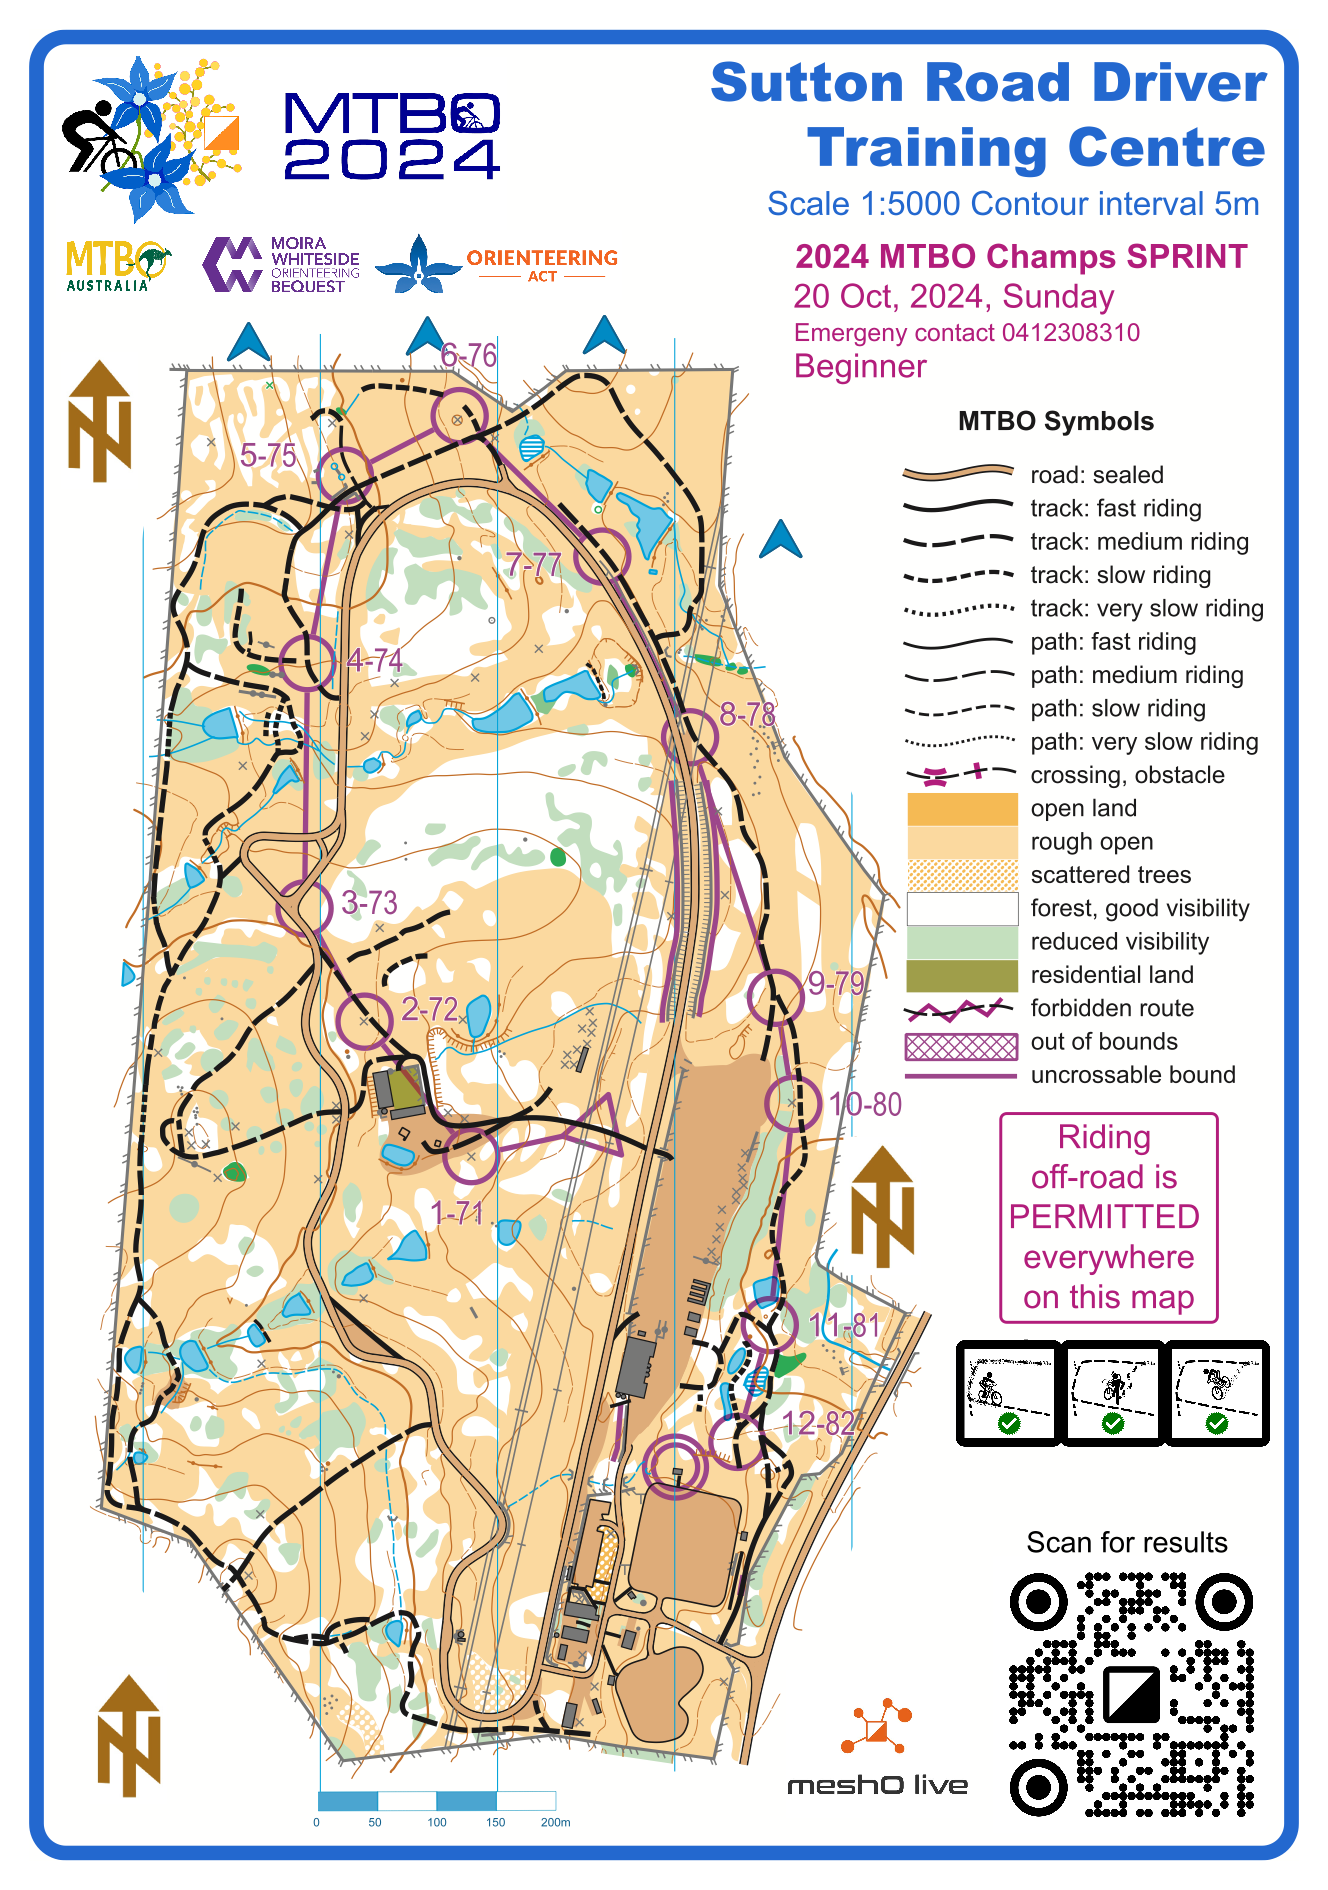 MTBO
2024
MTBO
AUSTRALIA
MOIRA
WHITESIDE
ORIENTEERING
BEQUEST
ORIENTEERING
ACT
Sutton Road Driver
Training Centre
Scale 1:5000 Contour interval 5m
2024 MTBO Champs SPRINT
20 Oct, 2024, Sunday
Emergeny contact 0412308310
Beginner
MTBO Symbols
road: sealed
track: fast riding
track: medium riding
track: slow riding
track: very slow riding
path: fast riding
path: medium riding
path: slow riding
path: very slow riding
crossing, obstacle
open land
rough open
scattered trees
forest, good visibility
reduced visibility
residential land
forbidden route
out of bounds
uncrossable bound
N
6-76
5-75
7-77
4-74
8-78
3-73
9-79
2-72
10-80
1-71
11-81
12-82
N
Riding
off-road is
PERMITTED
everywhere
on this map
Scan for results
N
meshO live
0 50 100 150 200m